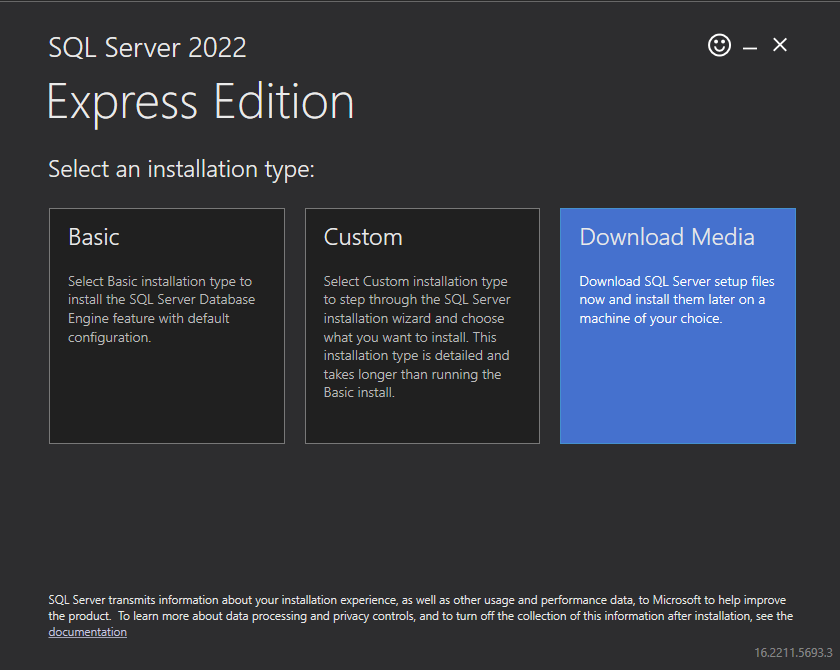 SQL Server 2022
Express Edition
Select an installation type:
Basic
Select Basic installation type to
install the SQL Server Database
Engine feature with default
configuration.
Custom
Select Custom installation type
to step through the SQL Server
installation wizard and choose
what you want to install. This
installation type is detailed and
takes longer than running the
Basic install.
Download Media
Download SQL Server setup files
now and install them later on a
machine of your choice.
SQL Server transmits information about your installation experience, as well as other usage and performance data, to Microsoft to help improve
the product.  To learn more about data processing and privacy controls, and to turn off the collection of this information after installation, see the
documentation
16.2211.5693.3